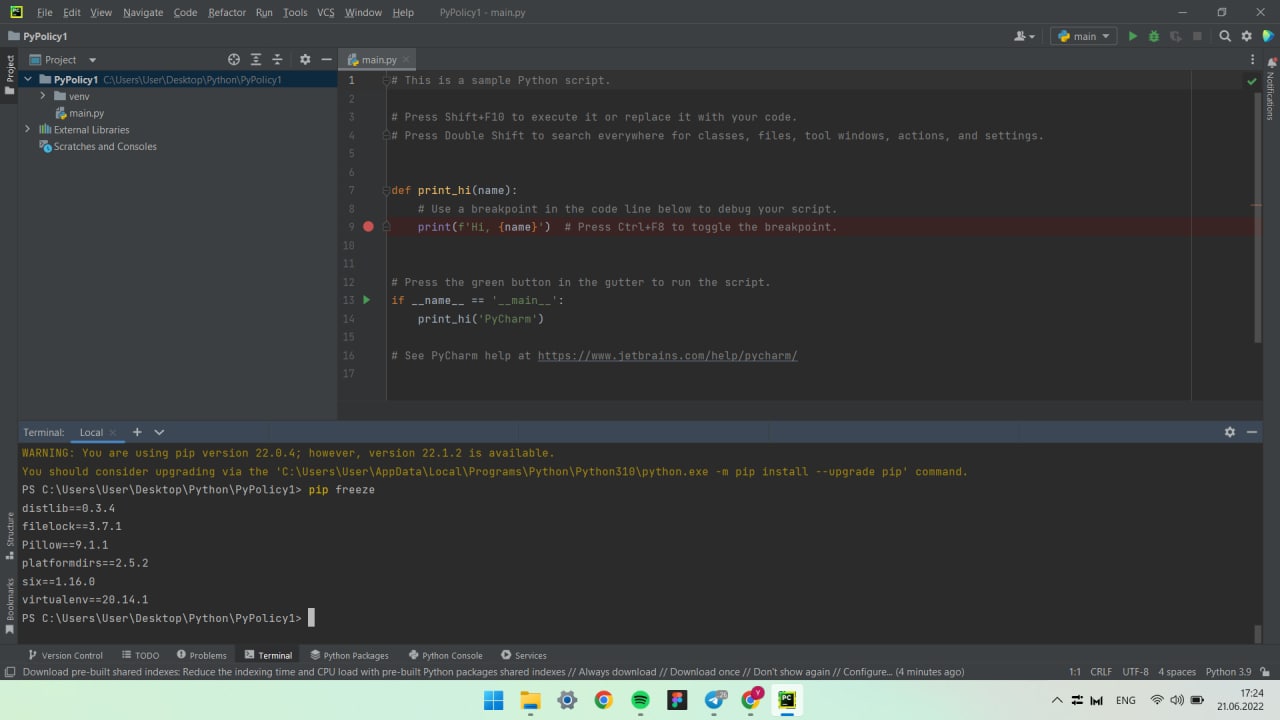 File Edit View Navigate Code Refactor Run Tools VCS Window Help PyPolicy1 - main.py
PyPolicy1
main
Project
main.py
PyPolicy1 C:\Users\User\Desktop\Python\PyPolicy1
venv
main.py
External Libraries
Scratches and Consoles
Project
Notifications
Structure
Bookmarks
1 # This is a sample Python script.
2
3 # Press Shift+F10 to execute it or replace it with your code.
4 # Press Double Shift to search everywhere for classes, files, tool windows, actions, and settings.
5
6
7 def print_hi(name):
8 # Use a breakpoint in the code line below to debug your script.
9 print(f'Hi, {name}') # Press Ctrl+F8 to toggle the breakpoint.
10
11
12 # Press the green button in the gutter to run the script.
13 if __name__ == '__main__':
14 print_hi('PyCharm')
15
16 # See PyCharm help at https://www.jetbrains.com/help/pycharm/
17
Terminal: Local
WARNING: You are using pip version 22.0.4; however, version 22.1.2 is available.
You should consider upgrading via the 'C:\Users\User\AppData\Local\Programs\Python\Python310\python.exe -m pip install --upgrade pip' command.
PS C:\Users\User\Desktop\Python\PyPolicy1> pip freeze
distlib==0.3.4
filelock==3.7.1
Pillow==9.1.1
platformdirs==2.5.2
six==1.16.0
virtualenv==20.14.1
PS C:\Users\User\Desktop\Python\PyPolicy1>
Version Control TODO Problems Terminal Python Packages Python Console Services
Download pre-built shared indexes: Reduce the indexing time and CPU load with pre-built Python packages shared indexes // Always download // Download once // Don't show again // Configure... (4 minutes ago) 1:1 CRLF UTF-8 4 spaces Python 3.9
ENG 17:24
21.06.2022